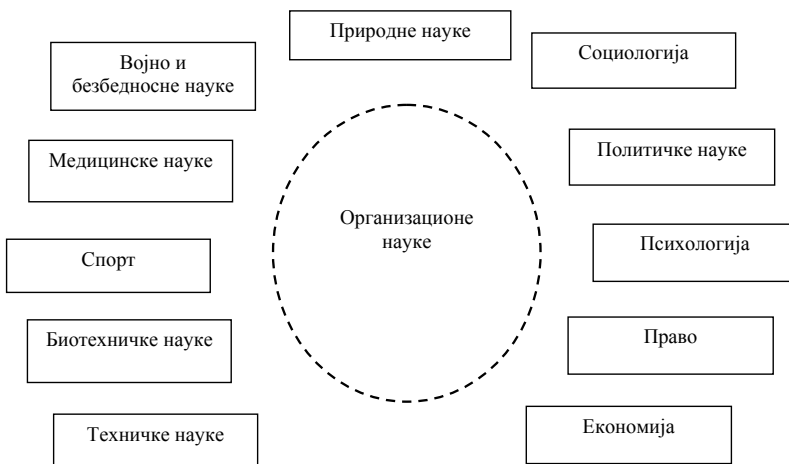 Природне науке
Војно и
безбедносне науке
Социологија
Медицинске науке
Политичке науке
Организационе
науке
Спорт
Психологија
Биотехничке науке
Право
Техничке науке
Економија